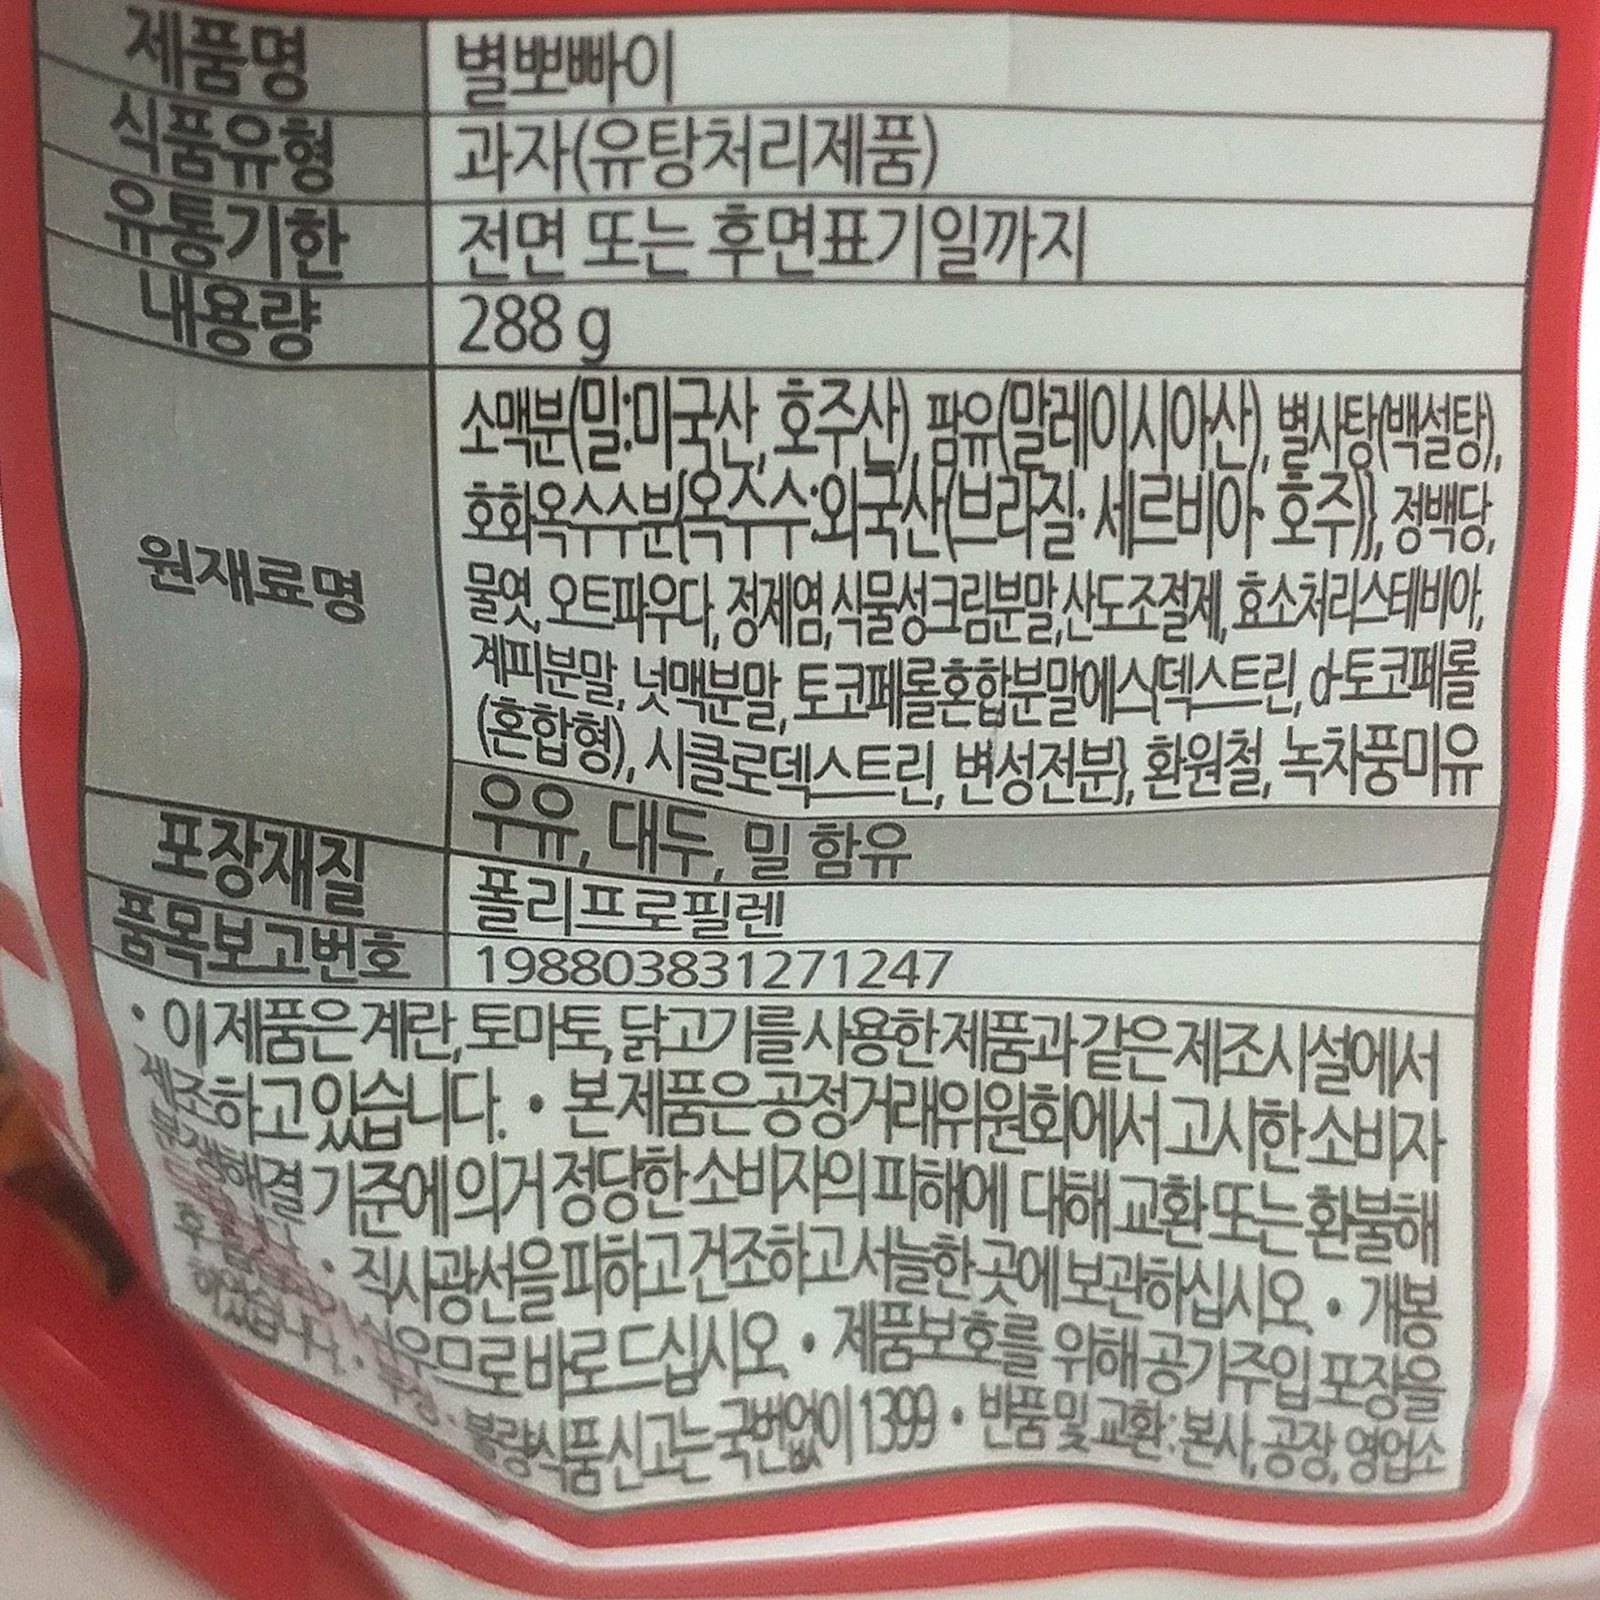 제품명 별뽀빠이
식품유형 과자(유탕처리제품)
유통기한 전면 또는 후면표기일까지
내용량 288 g
원재료명
소맥분(밀:미국산, 호주산), 팜유(말레이시아산), 별사탕(백설탕),
호화옥수수분{옥수수:외국산(브라질·세르비아·호주)}, 정백당,
물엿, 오트파우다, 정제염, 식물성크림분말, 산도조절제, 효소처리스테비아,
계피분말, 넛맥분말, 토코페롤혼합분말에스{덱스트린, d-토코페롤
(혼합형), 시클로덱스트린, 변성전분}, 환원철, 녹차풍미유
우유, 대두, 밀 함유
포장재질 폴리프로필렌
품목보고번호 198803831271247
• 이 제품은 계란, 토마토, 닭고기를 사용한 제품과 같은 제조시설에서
제조하고 있습니다. • 본 제품은 공정거래위원회에서 고시한 소비자
분쟁해결 기준에 의거 정당한 소비자의 피해에 대해 교환 또는 환불해
• 직사광선을 피하고 건조하고 서늘한 곳에 보관하십시오. • 개봉
바로 드십시오. • 제품보호를 위해 공기주입 포장을
하였습니다. • 부정·불량식품 신고는 국번없이 1399 • 반품 및 교환: 본사, 공장, 영업소